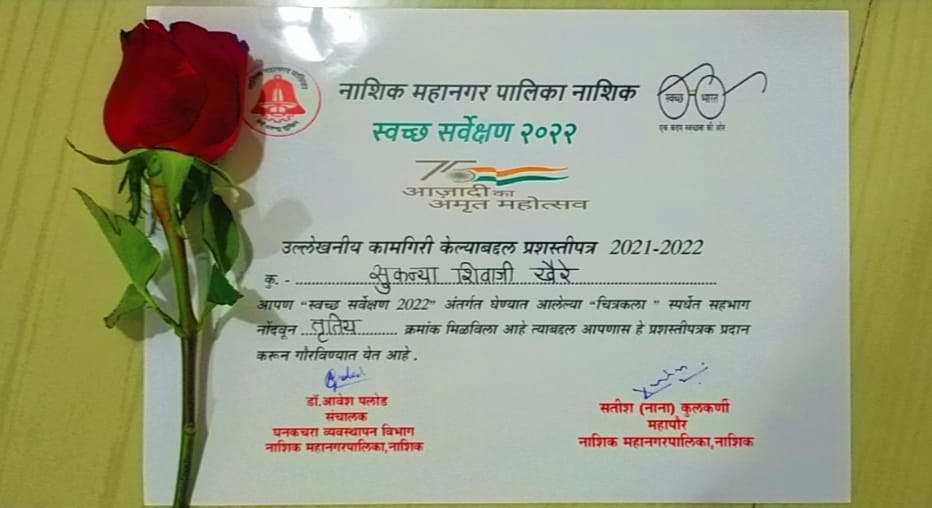 नाशिक महानगर पालिका नाशिक
स्वच्छ भारत
एक कदम स्वच्छता की ओर
स्वच्छ सर्वेक्षण २०२२
75
आज़ादी का
अमृत महोत्सव
उल्लेखनीय कामगिरी केल्याबद्दल प्रशस्तीपत्र 2021-2022
कु. - सुकन्या शिवाजी खैरे
आपण “स्वच्छ सर्वेक्षण 2022” अंतर्गत घेण्यात आलेल्या “चित्रकला ” स्पर्धेत सहभाग
नोंदवून तृतिय क्रमांक मिळविला आहे त्याबद्दल आपणास हे प्रशस्तीपत्रक प्रदान
करून गौरविण्यात येत आहे .
डॉ.आवेश पलोड
संचालक
घनकचरा व्यवस्थापन विभाग
नाशिक महानगरपालिका,नाशिक
सतीश (नाना) कुलकर्णी
महापौर
नाशिक महानगरपालिका,नाशिक